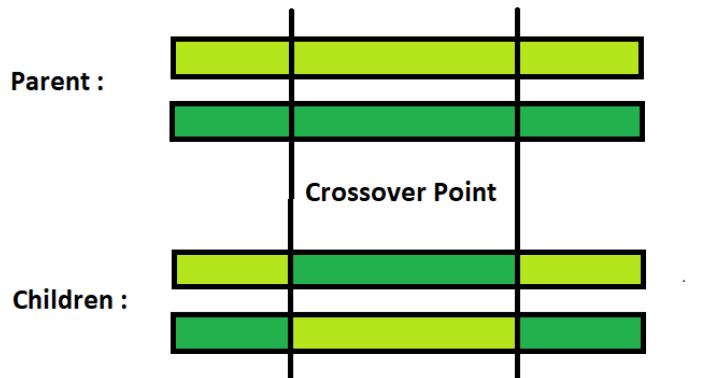 Parent :
Crossover Point
Children :